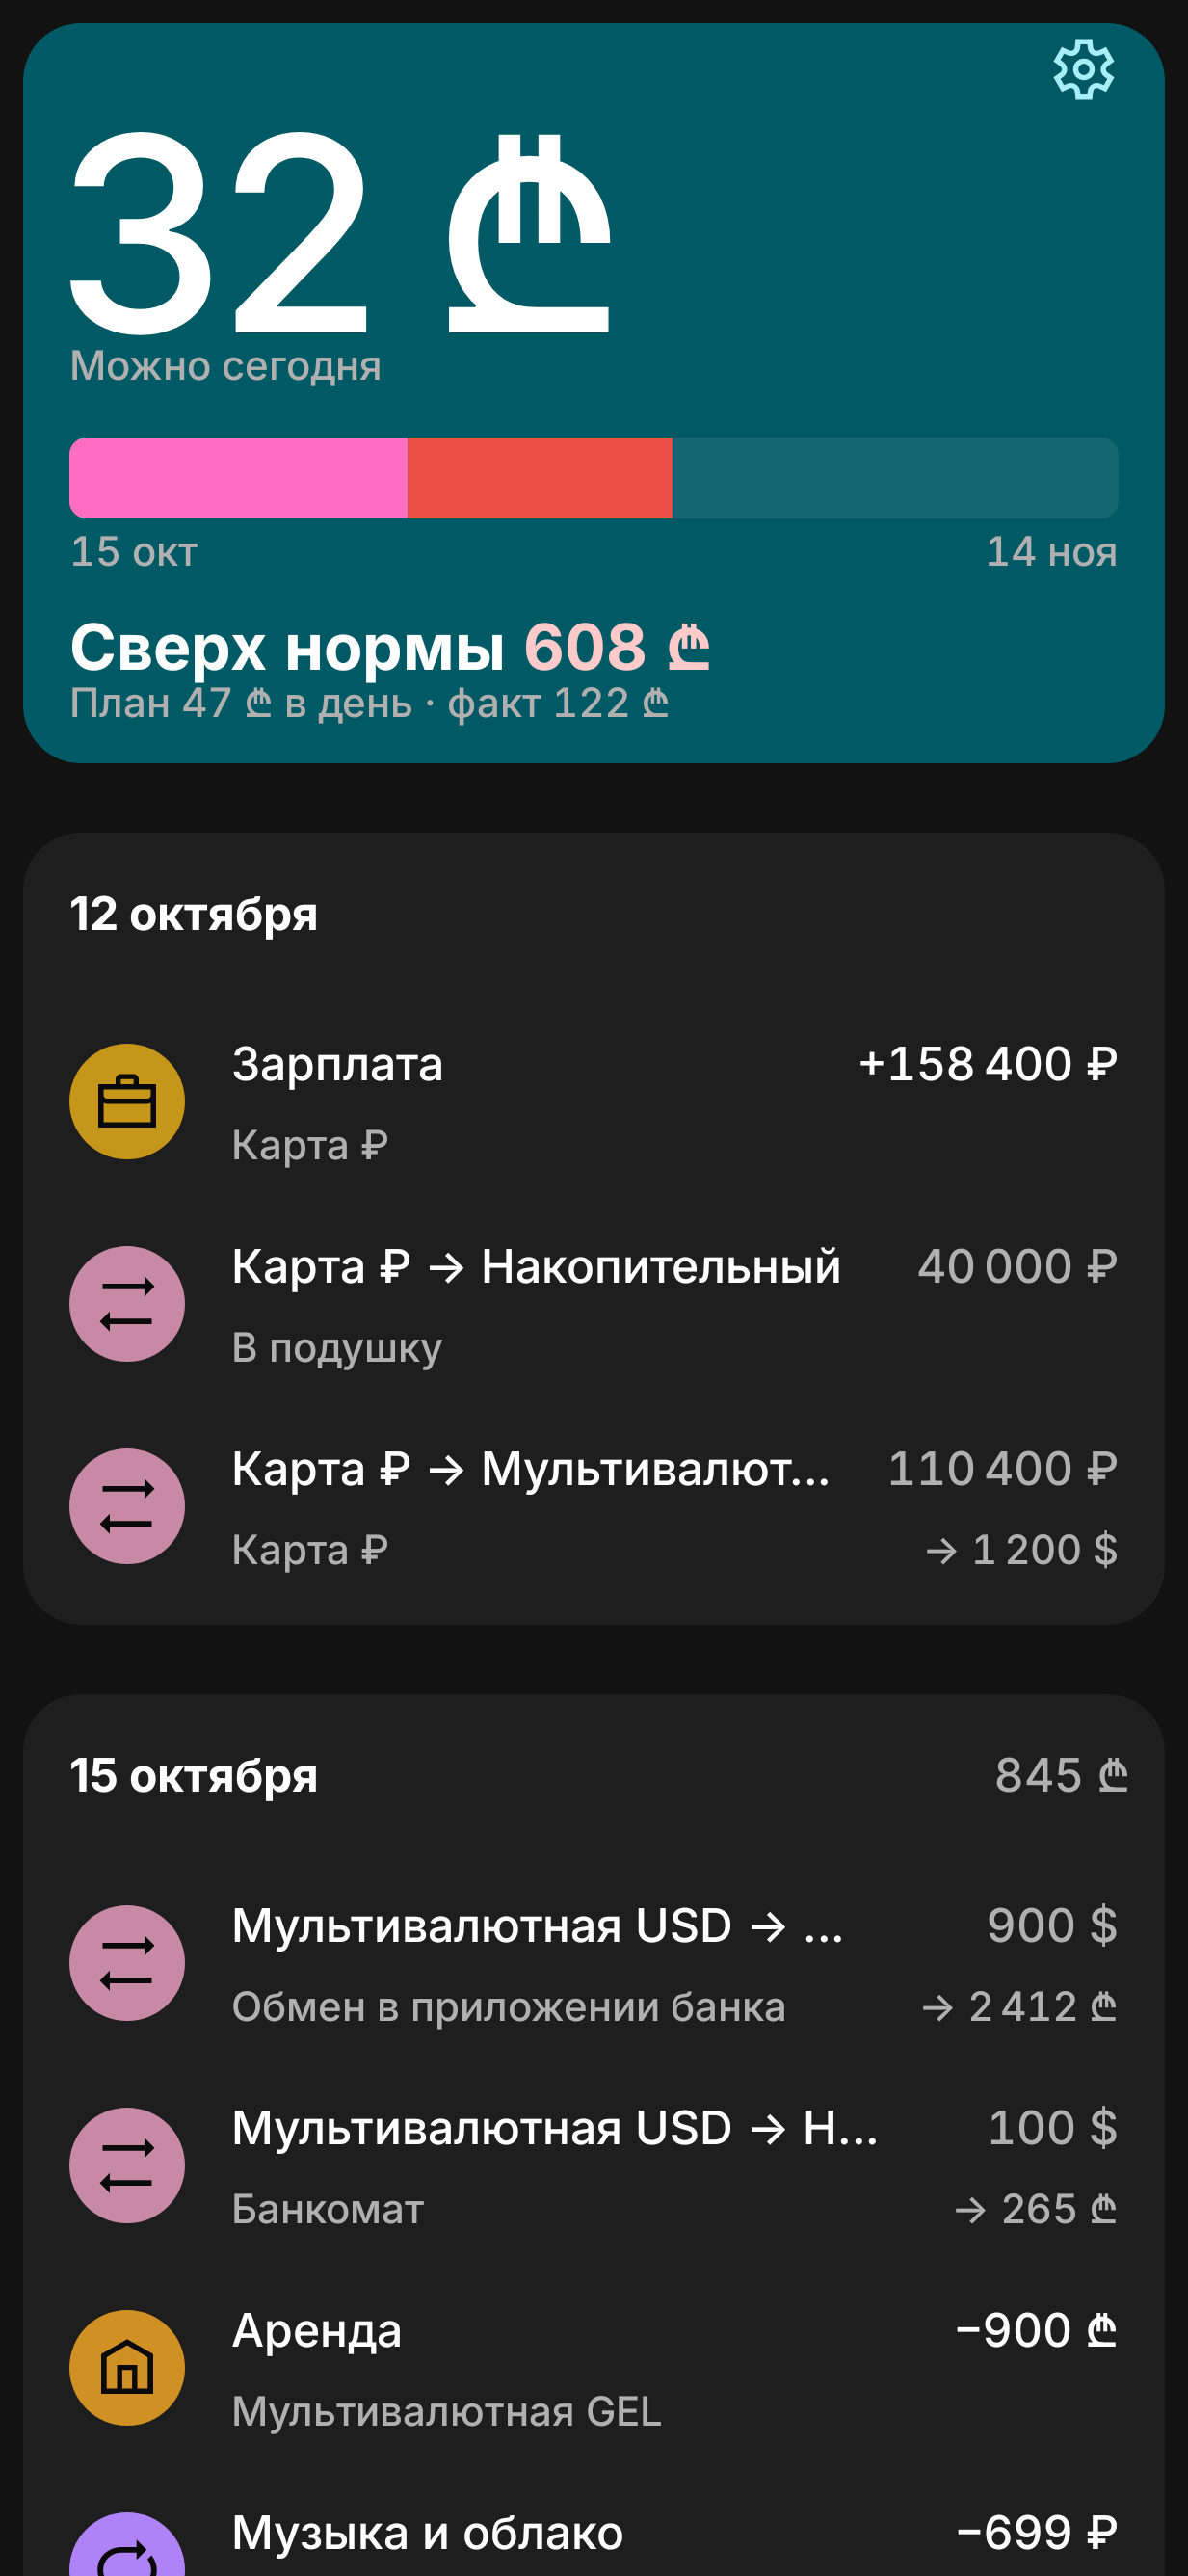 32 ₾
Можно сегодня
15 окт
14 ноя
Сверх нормы 608 ₾
План 47 ₾ в день · факт 122 ₾
12 октября
Зарплата
+158 400 ₽
Карта ₽
Карта ₽ → Накопительный
40 000 ₽
В подушку
Карта ₽ → Мультивалют...
110 400 ₽
Карта ₽
→ 1 200 $
15 октября
845 ₾
Мультивалютная USD → ...
900 $
Обмен в приложении банка
→ 2 412 ₾
Мультивалютная USD → Н...
100 $
Банкомат
→ 265 ₾
Аренда
−900 ₾
Мультивалютная GEL
Музыка и облако
−699 ₽